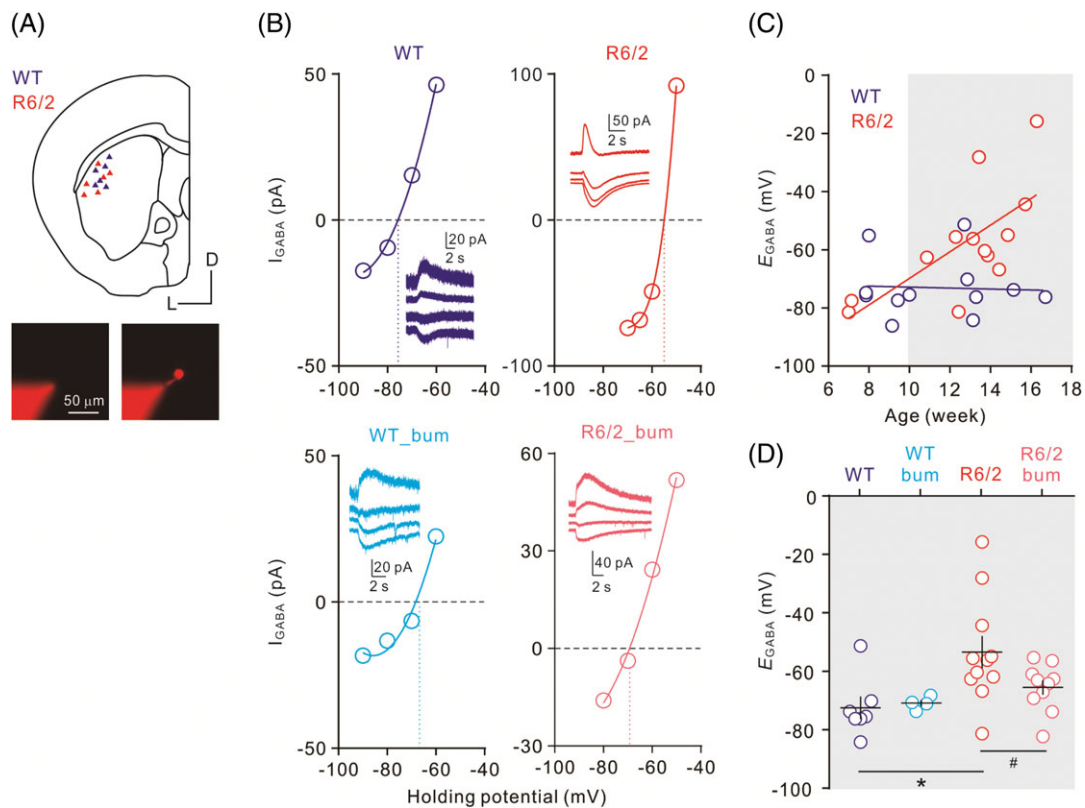 (A)
WT
R6/2
D
L
50 μm
(B)
WT
R6/2
50
0
-50
I_GABA (pA)
20 pA
2 s
-100 -80 -60 -40
100
0
-100
50 pA
2 s
-100 -80 -60 -40
WT_bum
R6/2_bum
50
0
-50
I_GABA (pA)
20 pA
2 s
-100 -80 -60 -40
60
30
0
-30
40 pA
2 s
-100 -80 -60 -40
Holding potential (mV)
(C)
WT
R6/2
0
-20
-40
-60
-80
-100
E_GABA (mV)
6 8 10 12 14 16 18
Age (week)
(D)
WT
WT
bum
R6/2
R6/2
bum
0
-20
-40
-60
-80
-100
E_GABA (mV)
*
#